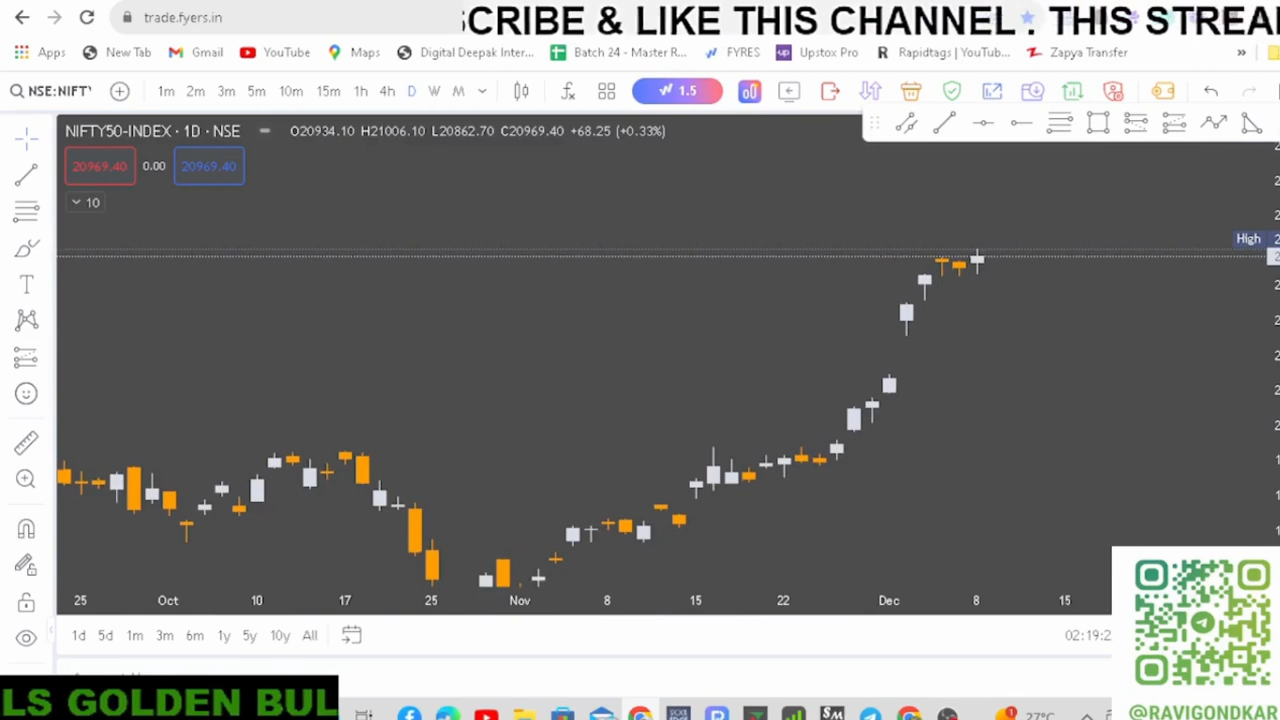 trade.fyers.in
CRIBE & LIKE THIS CHANNEL . THIS STREA
Apps New Tab Gmail YouTube Maps Digital Deepak Inter... Batch 24 - Master R... FYRES up Upstox Pro R Rapidtags | YouTub... Zapya Transfer »
NSE:NIFTY 1m 2m 3m 5m 10m 15m 1h 4h D W M 1.5
NIFTY50-INDEX · 1D · NSE O20934.10 H21006.10 L20862.70 C20969.40 +68.25 (+0.33%)
20969.40 0.00 20969.40
10
High
25 Oct 10 17 25 Nov 8 15 22 Dec 8 15
1d 5d 1m 3m 6m 1y 5y 10y All 02:19:2
LS GOLDEN BUL
27°C
@RAVIGONDKAR